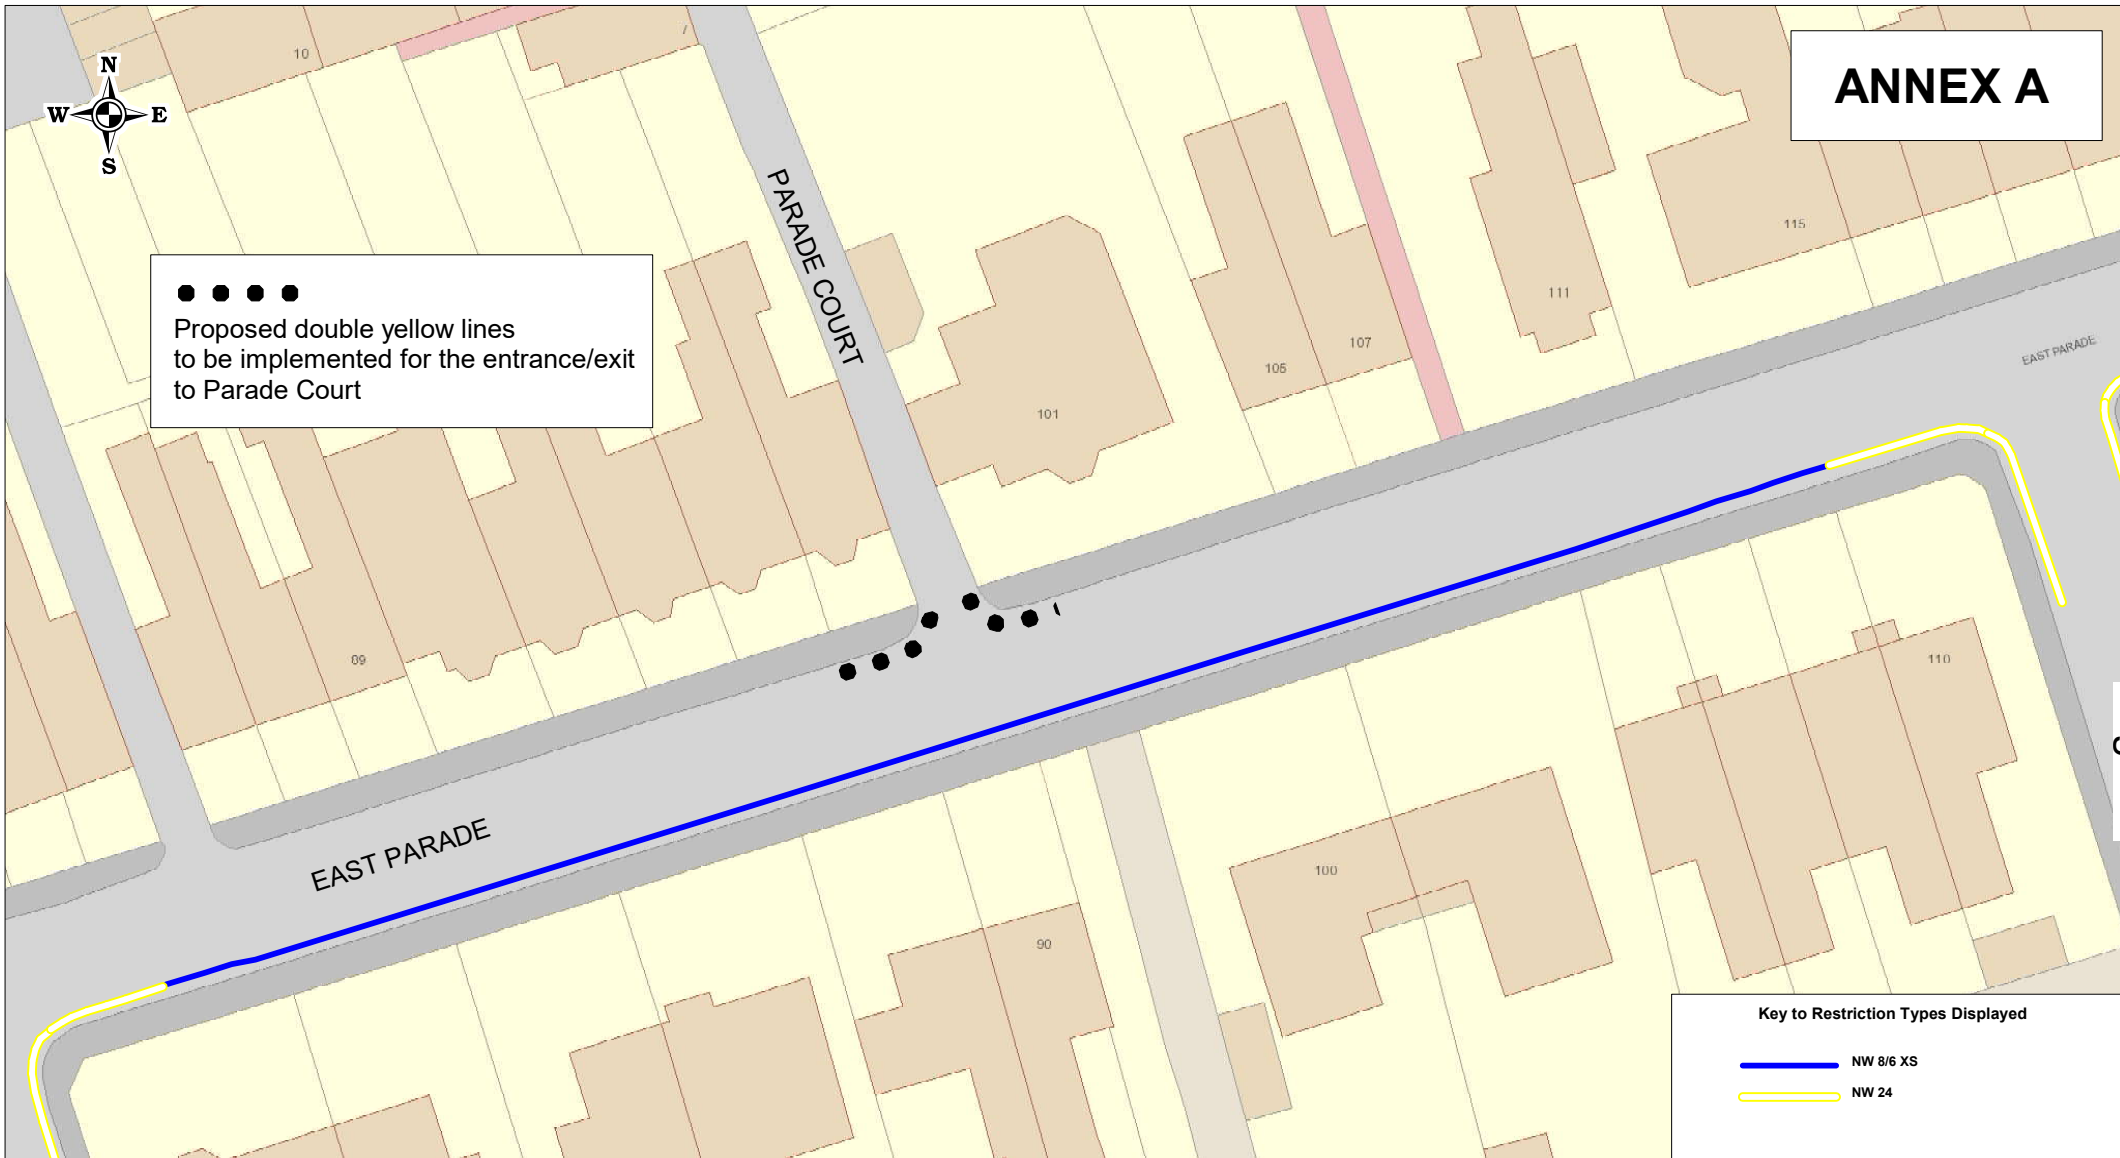 10
N
W E
S
ANNEX A
PARADE COURT
115
111
107
105
101
EAST PARADE
Proposed double yellow lines
to be implemented for the entrance/exit
to Parade Court
09
110
EAST PARADE
100
90
Key to Restriction Types Displayed
NW 8/6 XS
NW 24